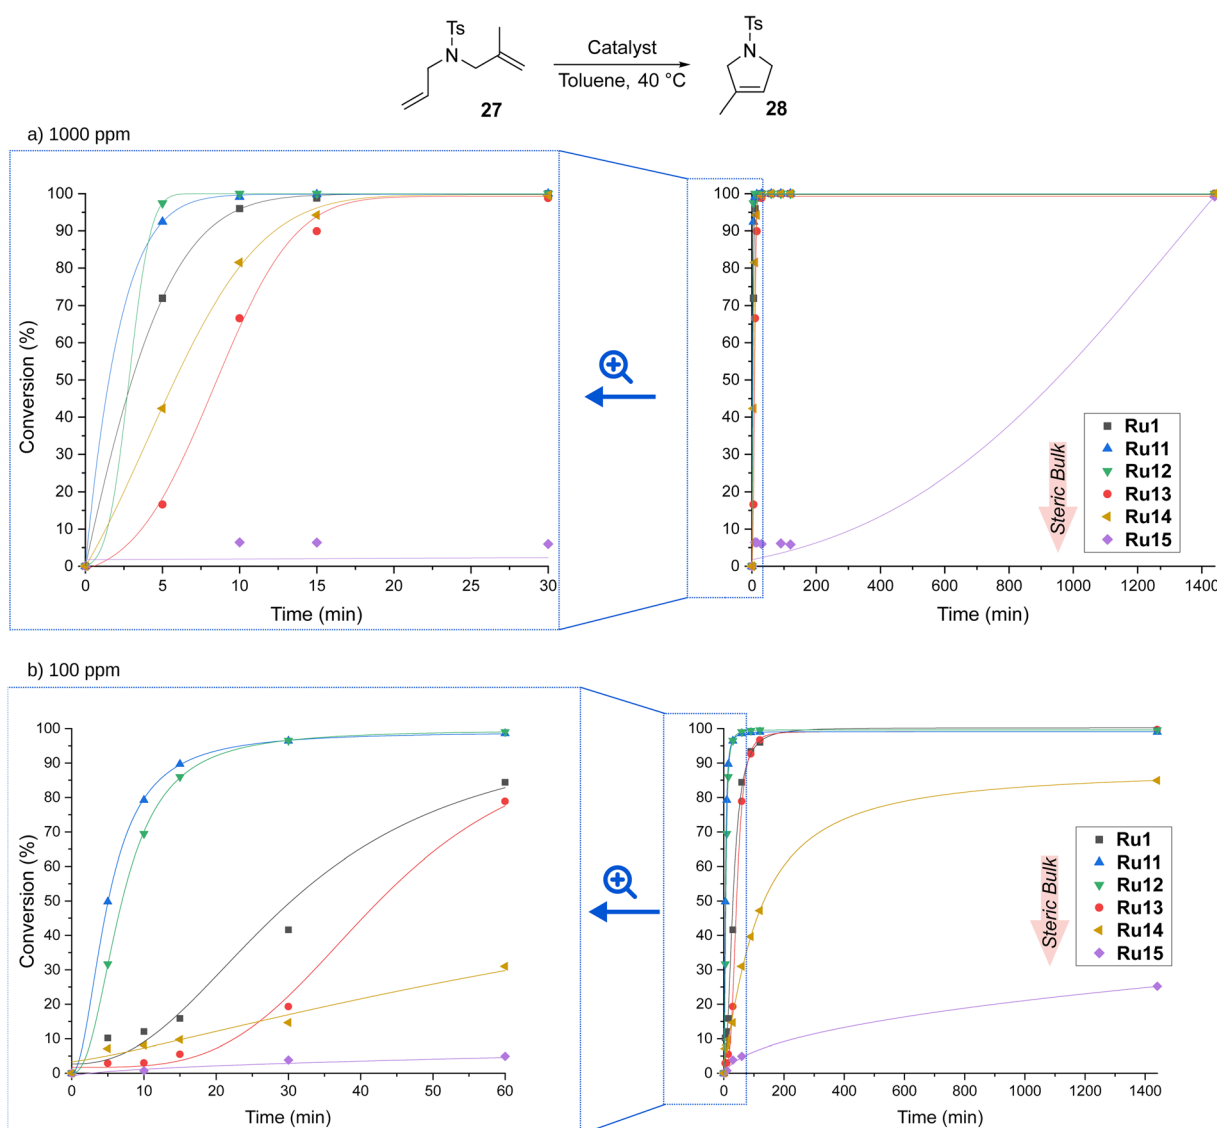 Ts
N
Catalyst
Toluene, 40 °C
27
Ts
N
28
a) 1000 ppm
100
90
80
70
60
50
40
30
20
10
0
Conversion (%)
0 5 10 15 20 25 30
Time (min)
100
90
80
70
60
50
40
30
20
10
0
0 200 400 600 800 1000 1200 1400
Time (min)
Steric Bulk
Ru1
Ru11
Ru12
Ru13
Ru14
Ru15
b) 100 ppm
100
90
80
70
60
50
40
30
20
10
0
Conversion (%)
0 10 20 30 40 50 60
Time (min)
100
90
80
70
60
50
40
30
20
10
0
0 200 400 600 800 1000 1200 1400
Time (min)
Steric Bulk
Ru1
Ru11
Ru12
Ru13
Ru14
Ru15